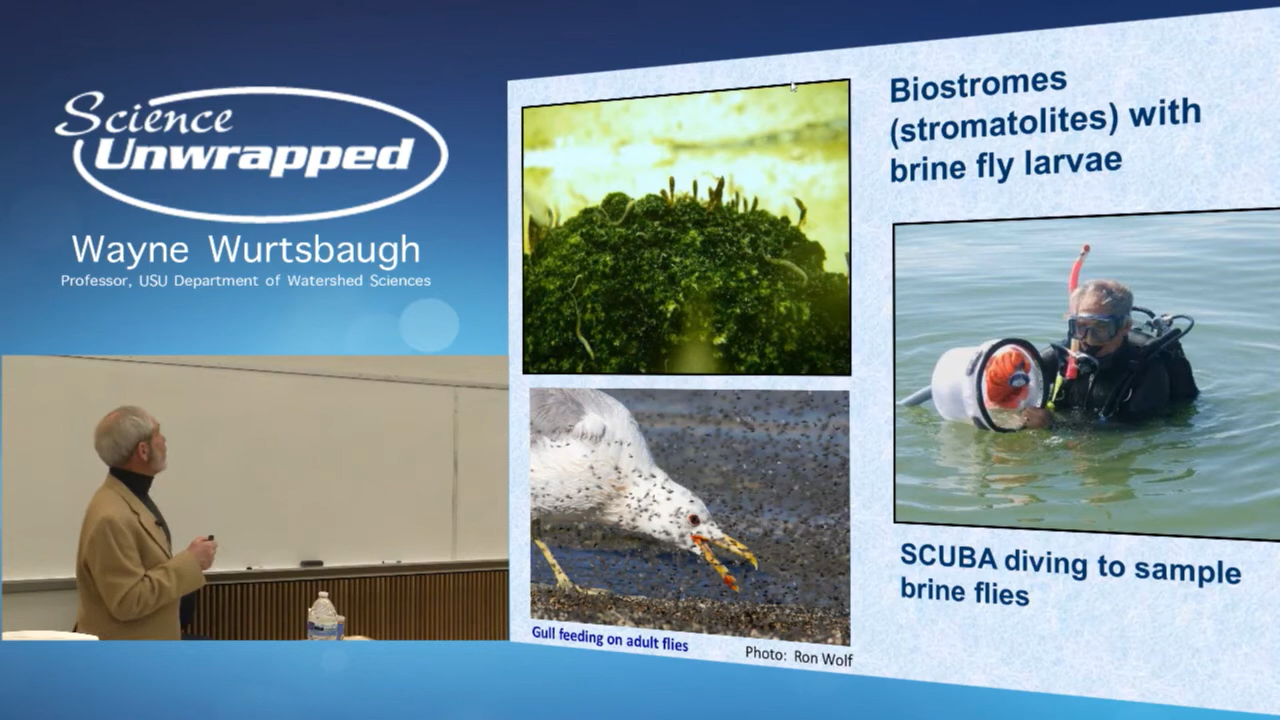 Science
Unwrapped
Wayne Wurtsbaugh
Professor, USU Department of Watershed Sciences
Biostromes
(stromatolites) with
brine fly larvae
Gull feeding on adult flies
Photo: Ron Wolf
SCUBA diving to sample
brine flies